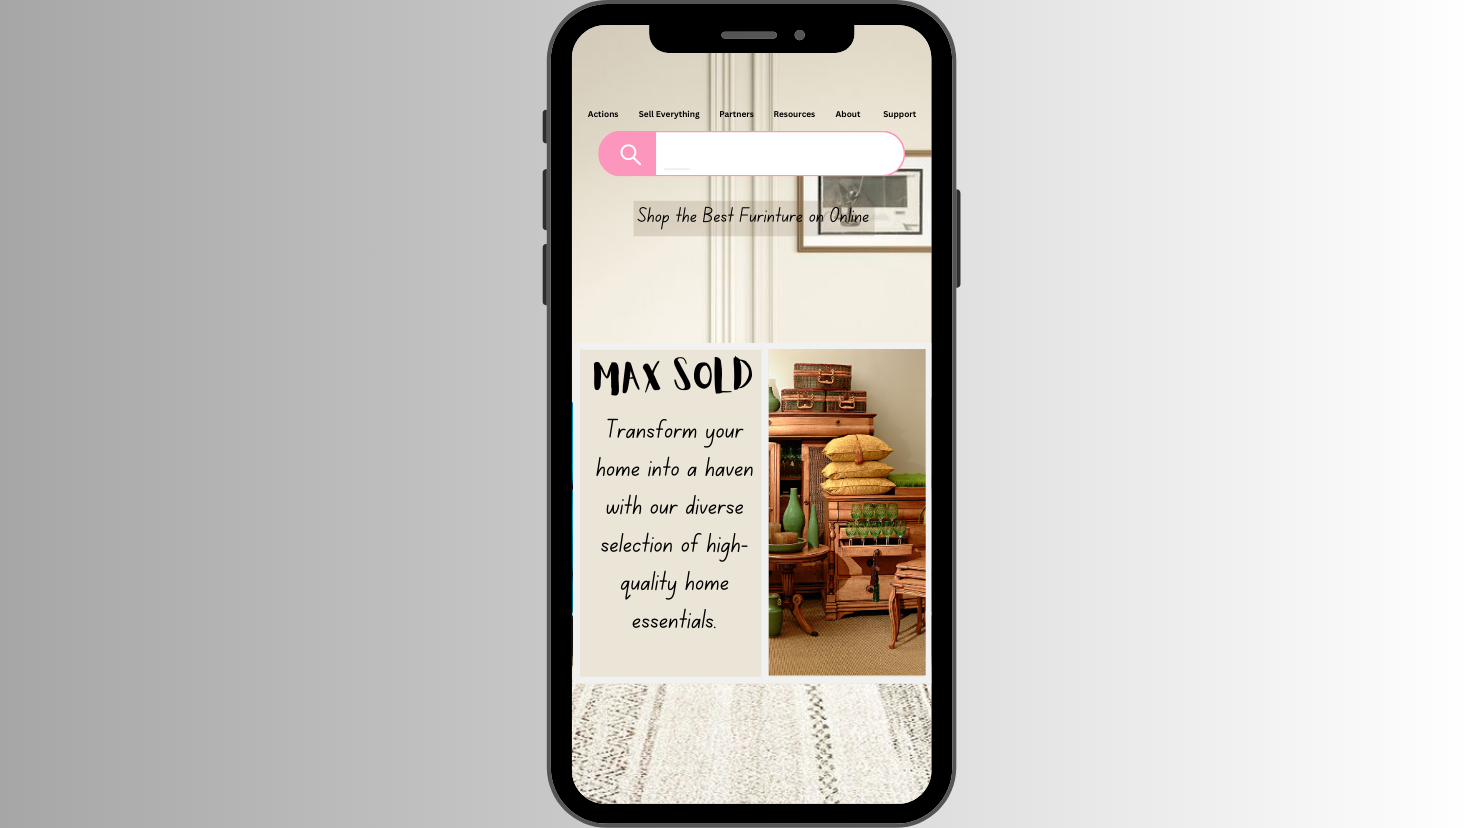 Actions Sell Everything Partners Resources About Support
Shop the Best Furinture on Online
MAX SOLD
Transform your
home into a haven
with our diverse
selection of high-
quality home
essentials.